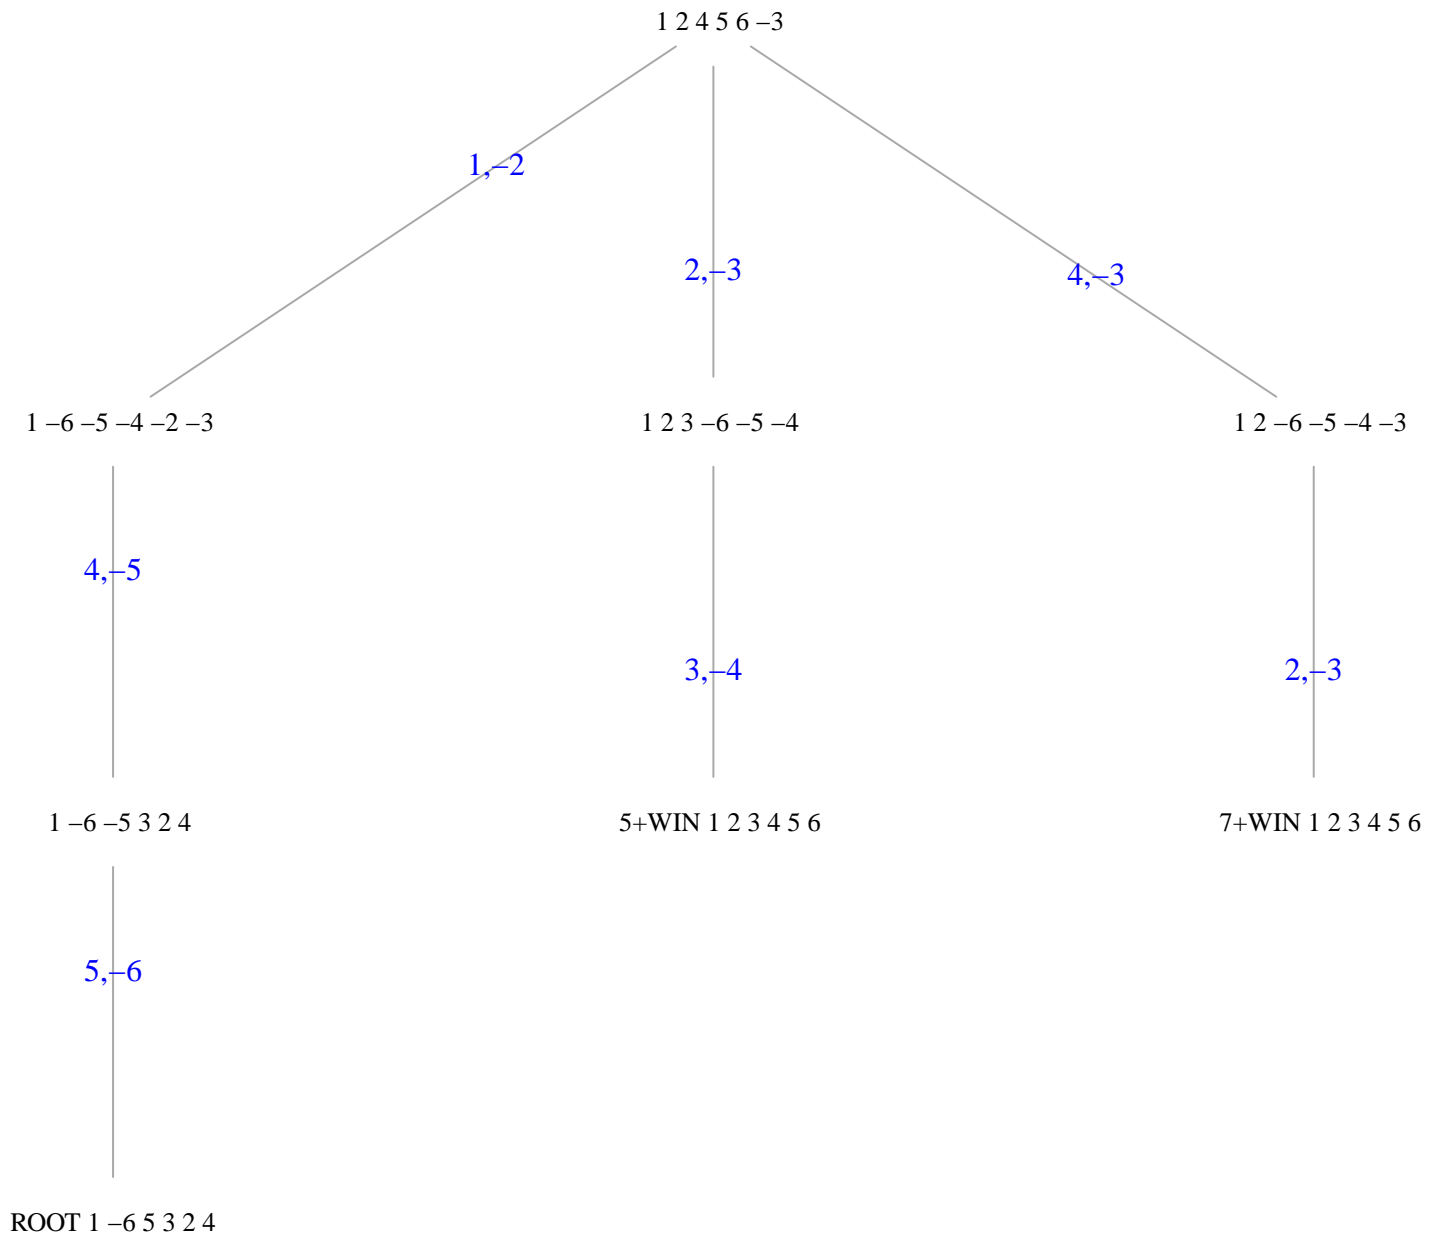 1 2 4 5 6 –3
1,–2
2,–3
4,–3
1 –6 –5 –4 –2 –3
1 2 3 –6 –5 –4
1 2 –6 –5 –4 –3
4,–5
3,–4
2,–3
1 –6 –5 3 2 4
5+WIN 1 2 3 4 5 6
7+WIN 1 2 3 4 5 6
5,–6
ROOT 1 –6 5 3 2 4